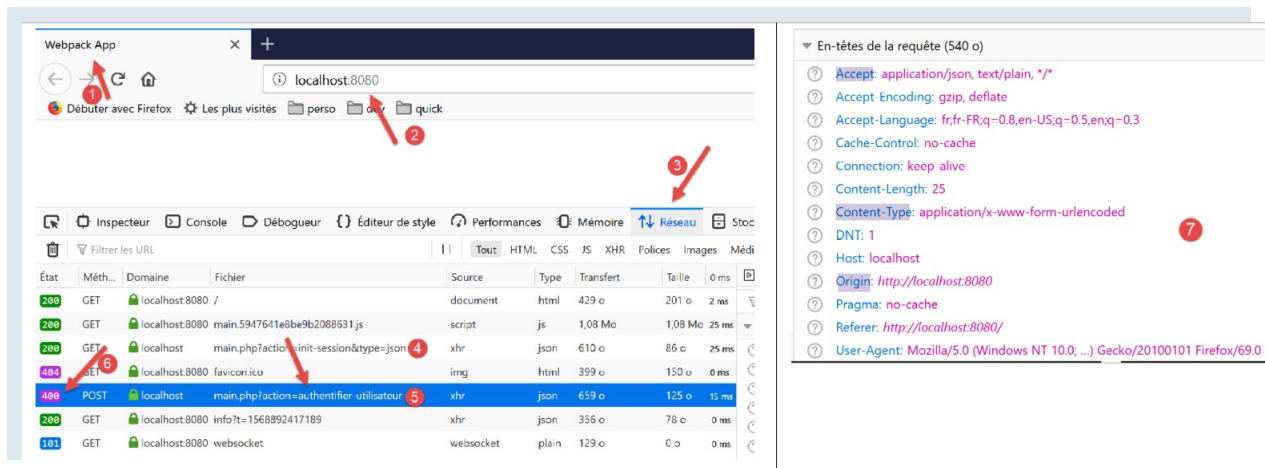 Webpack App
1
localhost:8080
Débuter avec Firefox Les plus visités perso dev quick
2
3
Inspecteur Console Débogueur Éditeur de style Performances Mémoire Réseau Stoc
Filtrer les URL Tout HTML CSS JS XHR Polices Images Médi
État Méth... Domaine Fichier Source Type Transfert Taille 0 ms
200 GET localhost:8080 / document html 429 o 201 o 2 ms
200 GET localhost:8080 main.5947641e8be9b2088631.js script js 1,08 Mo 1,08 Mo 25 ms
200 GET localhost main.php?action=init-session&type=json 4 xhr json 610 o 86 o 25 ms
6
404 GET localhost:8080 favicon.ico img html 399 o 150 o 0 ms
400 POST localhost main.php?action=authentifier-utilisateur 5 xhr json 659 o 125 o 15 ms
200 GET localhost:8080 info?t=1568892417189 xhr json 356 o 78 o 0 ms
101 GET localhost:8080 websocket websocket plain 129 o 0 o 0 ms
En-têtes de la requête (540 o)
Accept: application/json, text/plain, */*
Accept-Encoding: gzip, deflate
Accept-Language: fr,fr-FR;q=0.8,en-US;q=0.5,en;q=0.3
Cache-Control: no-cache
Connection: keep-alive
Content-Length: 25
Content-Type: application/x-www-form-urlencoded
7
DNT: 1
Host: localhost
Origin: http://localhost:8080
Pragma: no-cache
Referer: http://localhost:8080/
User-Agent: Mozilla/5.0 (Windows NT 10.0; ...) Gecko/20100101 Firefox/69.0